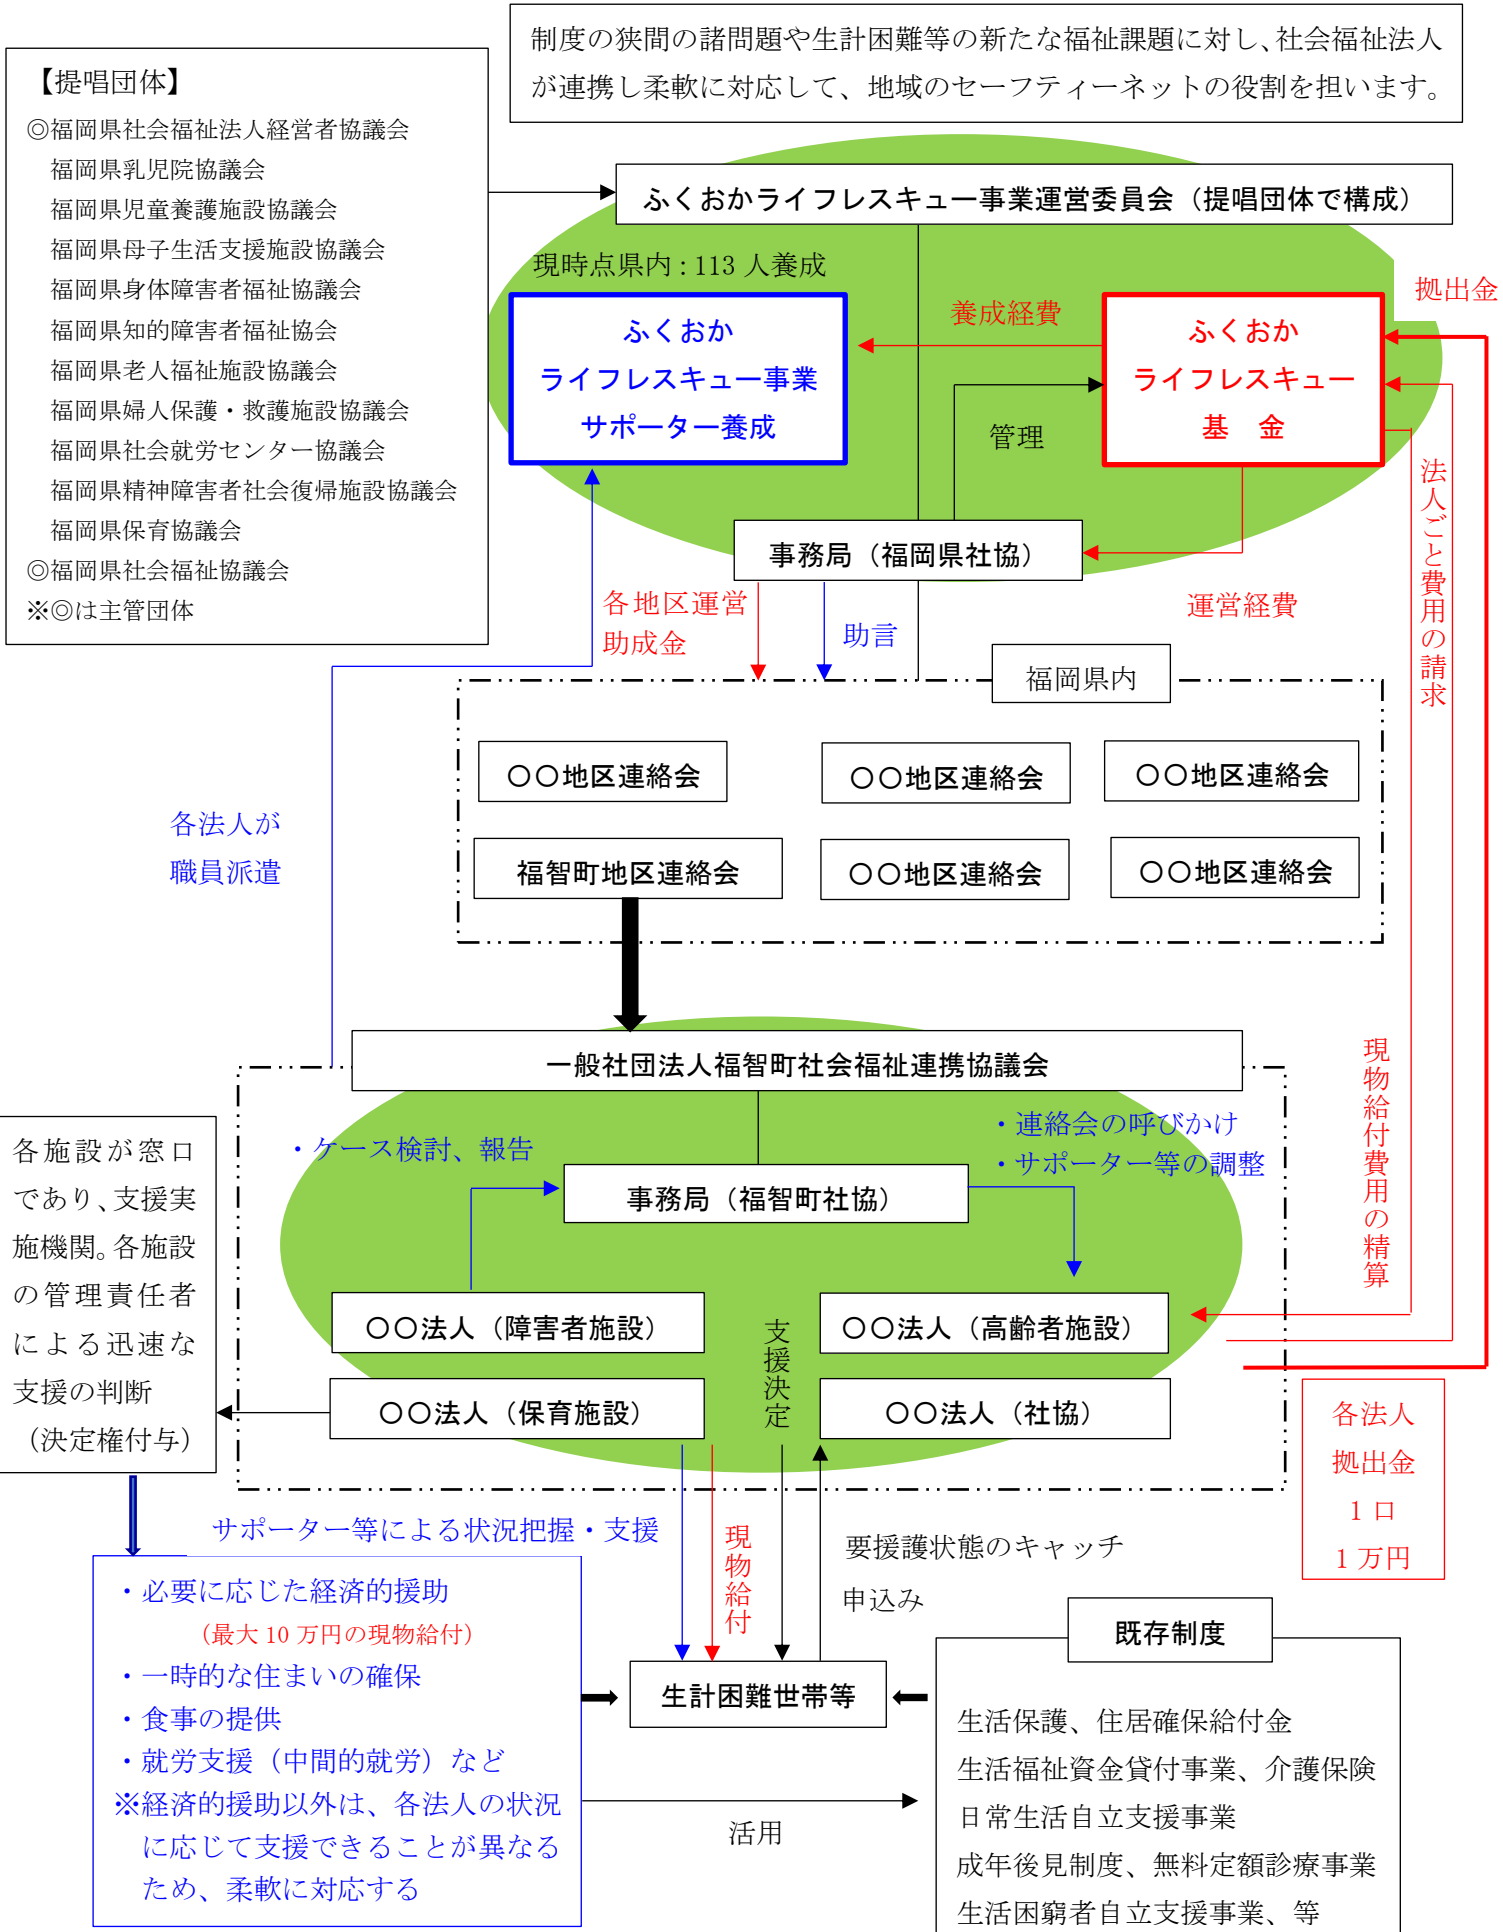 制度の狭間の諸問題や生計困難等の新たな福祉課題に対し、社会福祉法人
が連携し柔軟に対応して、地域のセーフティーネットの役割を担います。
【提唱団体】
◎福岡県社会福祉法人経営者協議会
福岡県乳児院協議会
福岡県児童養護施設協議会
福岡県母子生活支援施設協議会
福岡県身体障害者福祉協議会
福岡県知的障害者福祉協会
福岡県老人福祉施設協議会
福岡県婦人保護・救護施設協議会
福岡県社会就労センター協議会
福岡県精神障害者社会復帰施設協議会
福岡県保育協議会
◎福岡県社会福祉協議会
※◎は主管団体
ふくおかライフレスキュー事業運営委員会（提唱団体で構成）
現時点県内：113 人養成
ふくおか
ライフレスキュー事業
サポーター養成
養成経費
ふくおか
ライフレスキュー
基　金
拠出金
管理
事務局（福岡県社協）
運営経費
法人ごと費用の請求
各地区運営
助成金
助言
福岡県内
〇〇地区連絡会
〇〇地区連絡会
〇〇地区連絡会
福智町地区連絡会
〇〇地区連絡会
〇〇地区連絡会
各法人が
職員派遣
一般社団法人福智町社会福祉連携協議会
現物給付費用の精算
・ケース検討、報告
・連絡会の呼びかけ
・サポーター等の調整
事務局（福智町社協）
各施設が窓口
であり、支援実
施機関。各施設
の管理責任者
による迅速な
支援の判断
（決定権付与）
〇〇法人（障害者施設）
〇〇法人（高齢者施設）
支援決定
〇〇法人（保育施設）
〇〇法人（社協）
各法人
拠出金
1 口
1 万円
サポーター等による状況把握・支援
現物給付
要援護状態のキャッチ
申込み
・必要に応じた経済的援助
（最大 10 万円の現物給付）
・一時的な住まいの確保
・食事の提供
・就労支援（中間的就労）など
※経済的援助以外は、各法人の状況
に応じて支援できることが異なる
ため、柔軟に対応する
生計困難世帯等
活用
既存制度
生活保護、住居確保給付金
生活福祉資金貸付事業、介護保険
日常生活自立支援事業
成年後見制度、無料定額診療事業
生活困窮者自立支援事業、等